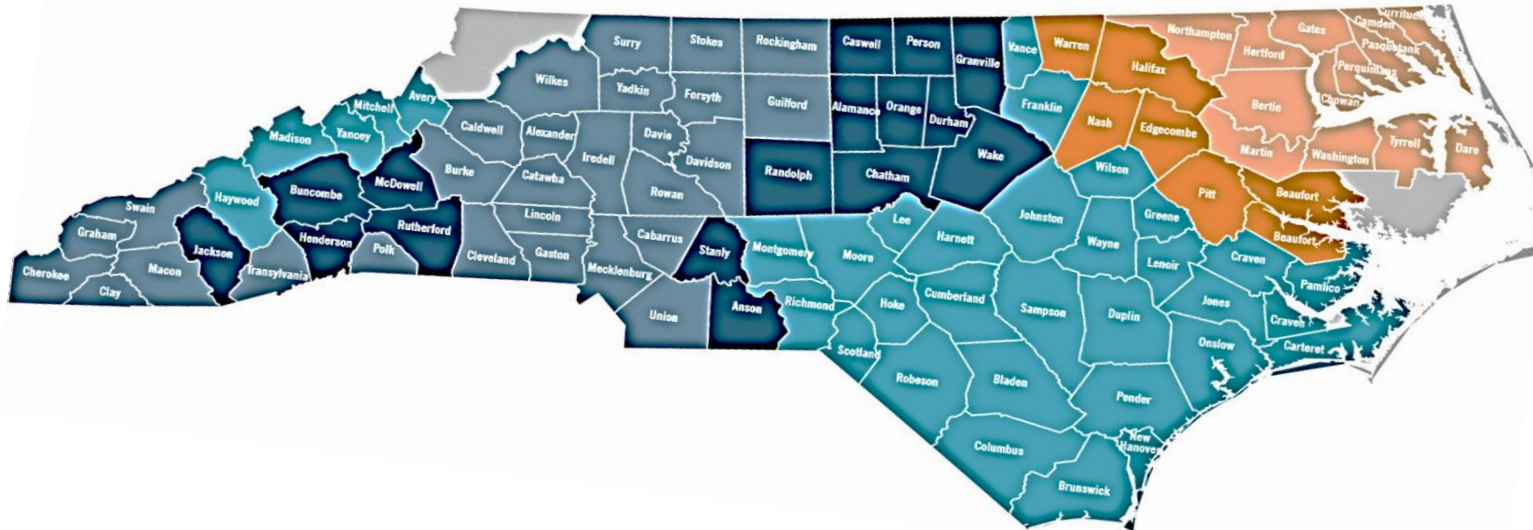 Surry
Stokes
Rockingham
Caswell
Person
Granville
Vance
Warren
Halifax
Northampton
Gates
Currituck
Camden
Pasquotank
Perquimans
Chowan
Hertford
Bertie
Wilkes
Yadkin
Forsyth
Guilford
Alamance
Orange
Durham
Franklin
Nash
Edgecombe
Martin
Washington
Tyrrell
Dare
Avery
Mitchell
Yancey
Madison
Caldwell
Alexander
Davie
Iredell
Davidson
Randolph
Chatham
Wake
Wilson
Pitt
Beaufort
Beaufort
Haywood
Buncombe
McDowell
Burke
Catawba
Rowan
Swain
Graham
Jackson
Henderson
Rutherford
Polk
Cleveland
Lincoln
Gaston
Cabarrus
Stanly
Montgomery
Moore
Lee
Harnett
Johnston
Wayne
Greene
Lenoir
Craven
Pamlico
Cherokee
Clay
Macon
Transylvania
Mecklenburg
Union
Anson
Richmond
Hoke
Cumberland
Sampson
Duplin
Jones
Craven
Carteret
Onslow
Scotland
Robeson
Bladen
Pender
New
Hanover
Columbus
Brunswick